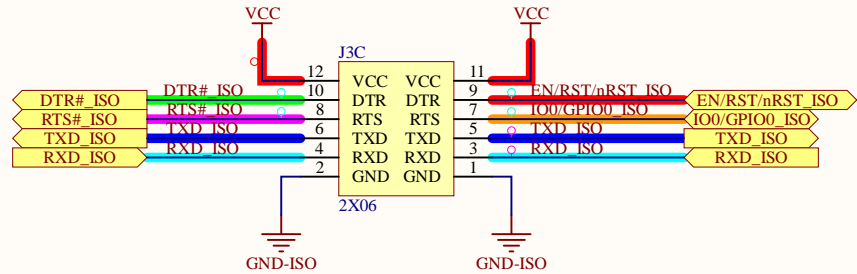 VCC VCC
J3C
12 VCC VCC 11
DTR#_ISO DTR#_ISO 10 DTR DTR 9 EN/RST/nRST_ISO EN/RST/nRST_ISO
RTS#_ISO RTS#_ISO 8 RTS RTS 7 IO0/GPIO0_ISO IO0/GPIO0_ISO
TXD_ISO TXD_ISO 6 TXD TXD 5 TXD_ISO TXD_ISO
RXD_ISO RXD_ISO 4 RXD RXD 3 RXD_ISO RXD_ISO
2 GND GND 1
2X06
GND-ISO GND-ISO